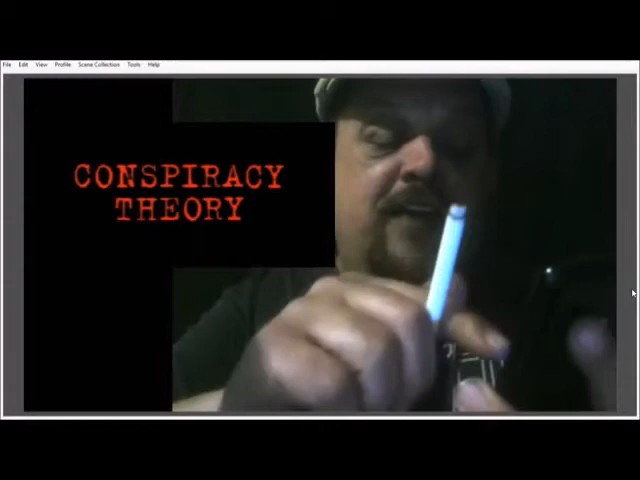 File Edit View Profile Scene Collection Tools Help
CONSPIRACY
THEORY